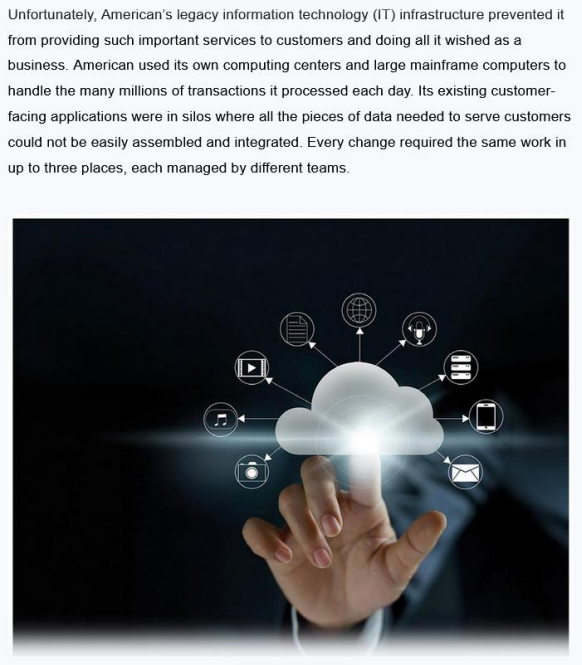 Unfortunately, American's legacy information technology (IT) infrastructure prevented it
from providing such important services to customers and doing all it wished as a
business. American used its own computing centers and large mainframe computers to
handle the many millions of transactions it processed each day. Its existing customer-
facing applications were in silos where all the pieces of data needed to serve customers
could not be easily assembled and integrated. Every change required the same work in
up to three places, each managed by different teams.